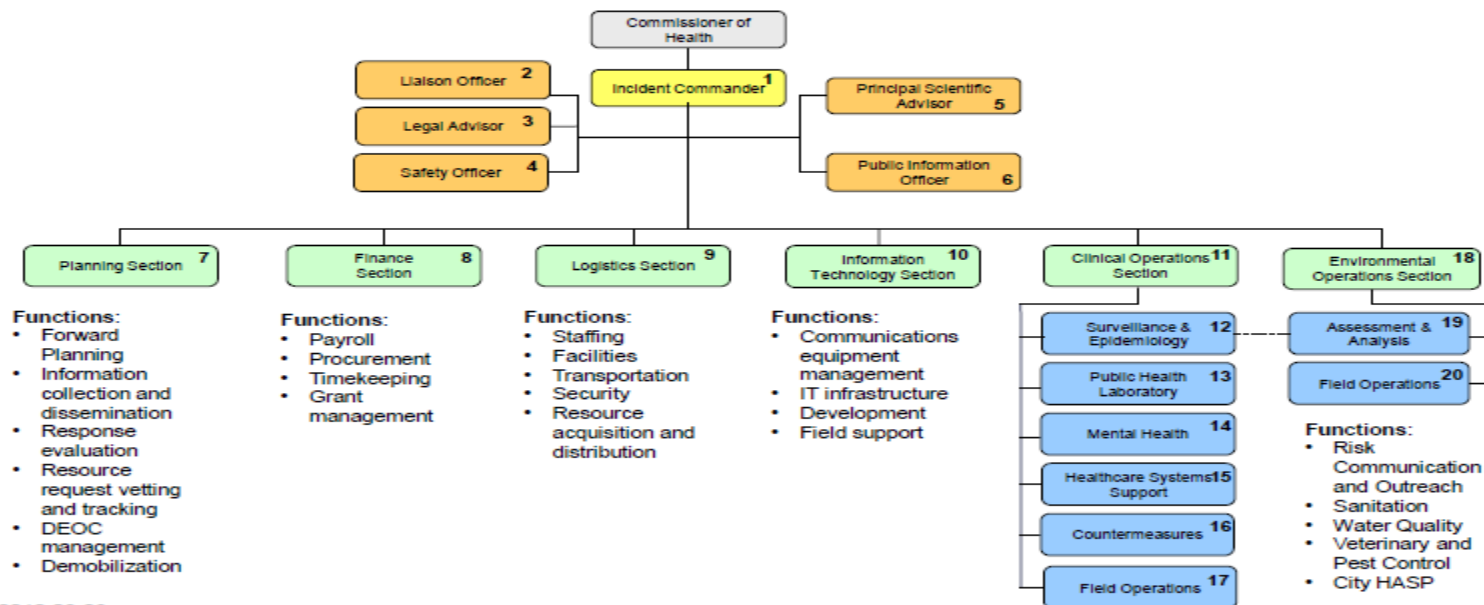 Commissioner of
Health
Liaison Officer 2
Incident Commander 1
Principal Scientific
Advisor 5
Legal Advisor 3
Safety Officer 4
Public Information
Officer 6
Planning Section 7
Finance
Section 8
Logistics Section 9
Information
Technology Section 10
Clinical Operations
Section 11
Environmental
Operations Section 18
Functions:
• Forward
Planning
• Information
collection and
dissemination
• Response
evaluation
• Resource
request vetting
and tracking
• DEOC
management
• Demobilization
Functions:
• Payroll
• Procurement
• Timekeeping
• Grant
management
Functions:
• Staffing
• Facilities
• Transportation
• Security
• Resource
acquisition and
distribution
Functions:
• Communications
equipment
management
• IT infrastructure
• Development
• Field support
Surveillance &
Epidemiology 12
Public Health
Laboratory 13
Mental Health 14
Healthcare Systems
Support 15
Countermeasures 16
Field Operations 17
Assessment &
Analysis 19
Field Operations 20
Functions:
• Risk
Communication
and Outreach
• Sanitation
• Water Quality
• Veterinary and
Pest Control
• City HASP